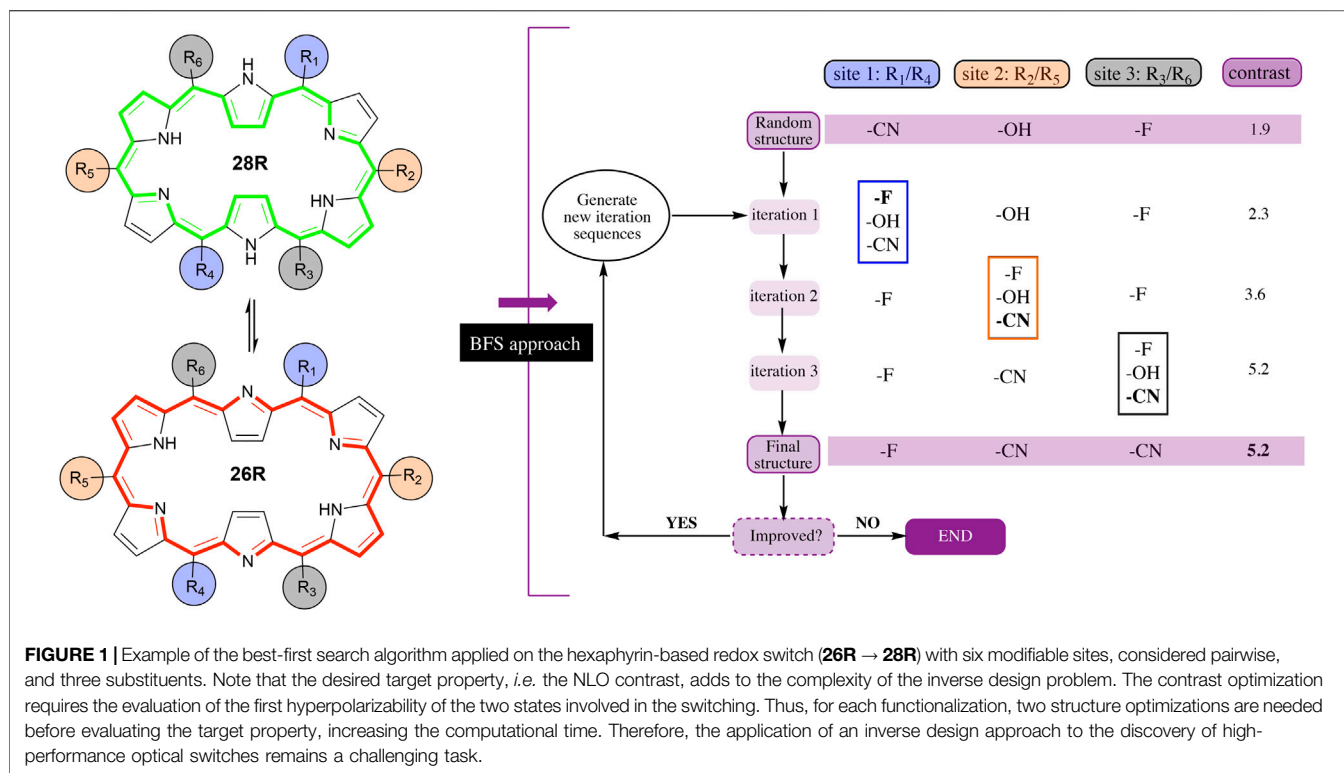 R6
R1
H
N
N
NH
28R
R5
R2
N
HN
N
H
R4
R3
R6
R1
N
N
NH
26R
R5
R2
N
HN
N
R4
R3
BFS approach
site 1: R1/R4 site 2: R2/R5 site 3: R3/R6 contrast
Random
structure
-CN -OH -F 1.9
Generate
new iteration
sequences
iteration 1
-F
-OH
-CN
-OH -F 2.3
iteration 2
-F
-F
-OH
-CN
-F 3.6
iteration 3
-F -CN
-F
-OH
-CN
5.2
Final
structure
-F -CN -CN 5.2
YES
Improved?
NO
END
FIGURE 1 | Example of the best-first search algorithm applied on the hexaphyrin-based redox switch (26R → 28R) with six modifiable sites, considered pairwise,
and three substituents. Note that the desired target property, i.e. the NLO contrast, adds to the complexity of the inverse design problem. The contrast optimization
requires the evaluation of the first hyperpolarizability of the two states involved in the switching. Thus, for each functionalization, two structure optimizations are needed
before evaluating the target property, increasing the computational time. Therefore, the application of an inverse design approach to the discovery of high-
performance optical switches remains a challenging task.